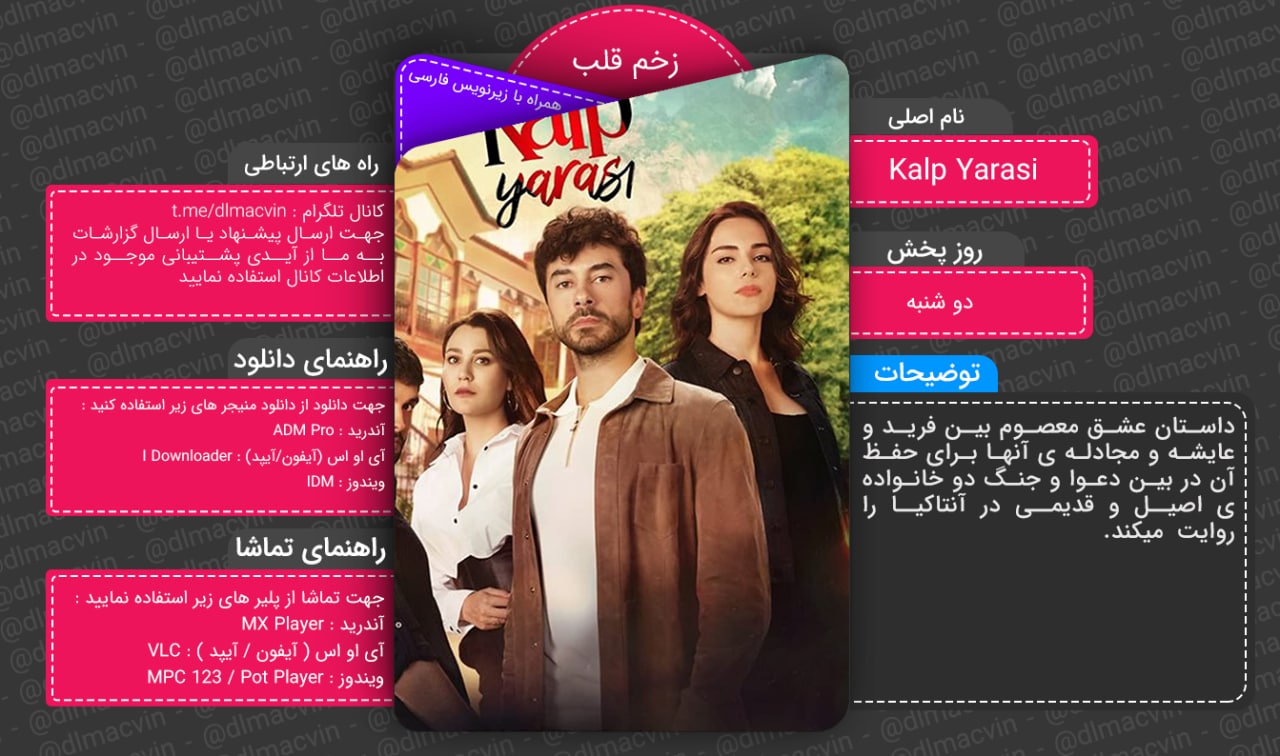 زخم قلب
همراه با زیرنویس فارسی
Kalp
yarası
نام اصلی
Kalp Yarasi
روز پخش
دو شنبه
توضیحات
داستان عشق معصوم بین فرید و
عایشه و مجادله ی آنها برای حفظ
آن در بین دعوا و جنگ دو خانواده
ی اصیل و قدیمی در آنتاکیا را
روایت میکند.
راه های ارتباطی
کانال تلگرام : t.me/dlmacvin
جهت ارسال پیشنهاد یا ارسال گزارشات
به ما از آیدی پشتیبانی موجود در
اطلاعات کانال استفاده نمایید
راهنمای دانلود
جهت دانلود از دانلود منیجر های زیر استفاده کنید :
آندرید : ADM Pro
آی او اس (آیفون/آیپد) : I Downloader
ویندوز : IDM
راهنمای تماشا
جهت تماشا از پلیر های زیر استفاده نمایید :
آندرید : MX Player
آی او اس ( آیفون / آیپد ) : VLC
ویندوز : MPC 123 / Pot Player
@dlmacvin - @dlmacvin - @dlmacvin